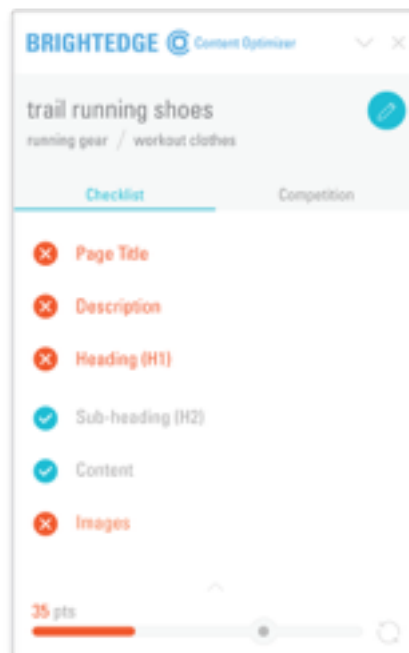 BRIGHTEDGE Content Optimizer
trail running shoes
running gear / workout clothes
Checklist Competition
Page Title
Description
Heading (H1)
Sub-heading (H2)
Content
Images
35 pts